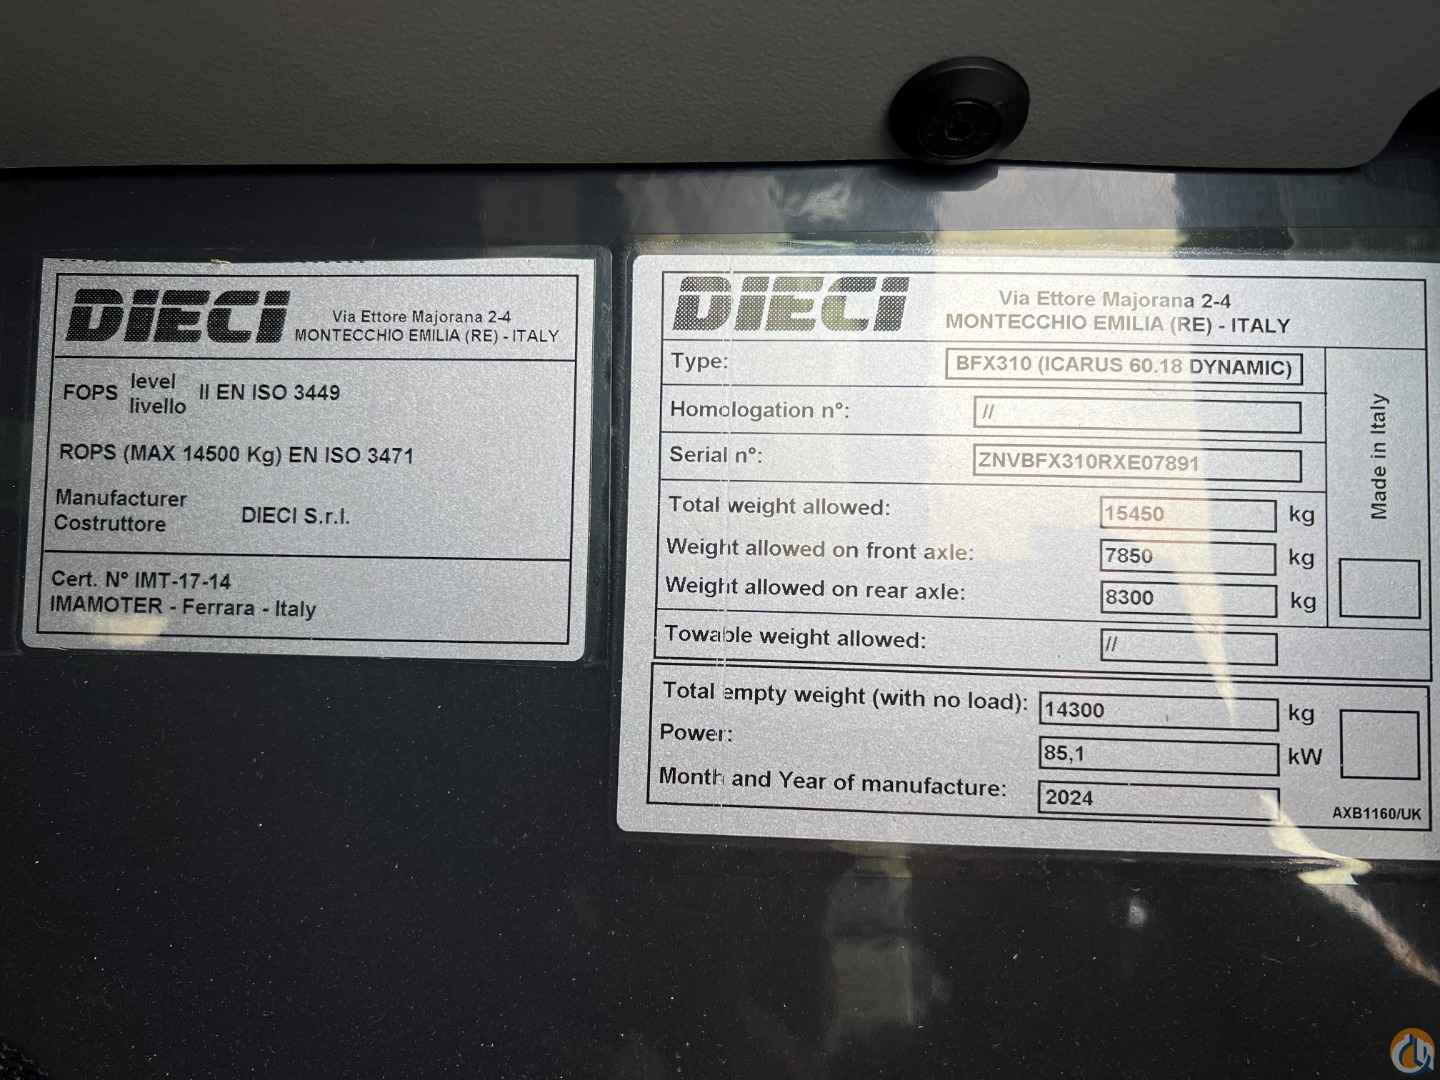 DIECI
Via Ettore Majorana 2-4
MONTECCHIO EMILIA (RE) - ITALY
FOPS level II EN ISO 3449
livello
ROPS (MAX 14500 Kg) EN ISO 3471
Manufacturer
Costruttore
DIECI S.r.l.
Cert. N° IMT-17-14
IMAMOTER - Ferrara - Italy
DIECI
Via Ettore Majorana 2-4
MONTECCHIO EMILIA (RE) - ITALY
Type: BFX310 (ICARUS 60.18 DYNAMIC)
Homologation n°: //
Serial n°: ZNVBFX310RXE07891
Total weight allowed: 15450 kg
Weight allowed on front axle: 7850 kg
Weight allowed on rear axle: 8300 kg
Towable weight allowed: //
Made in Italy
Total empty weight (with no load): 14300 kg
Power: 85,1 kW
Month and Year of manufacture: 2024
AXB1160/UK